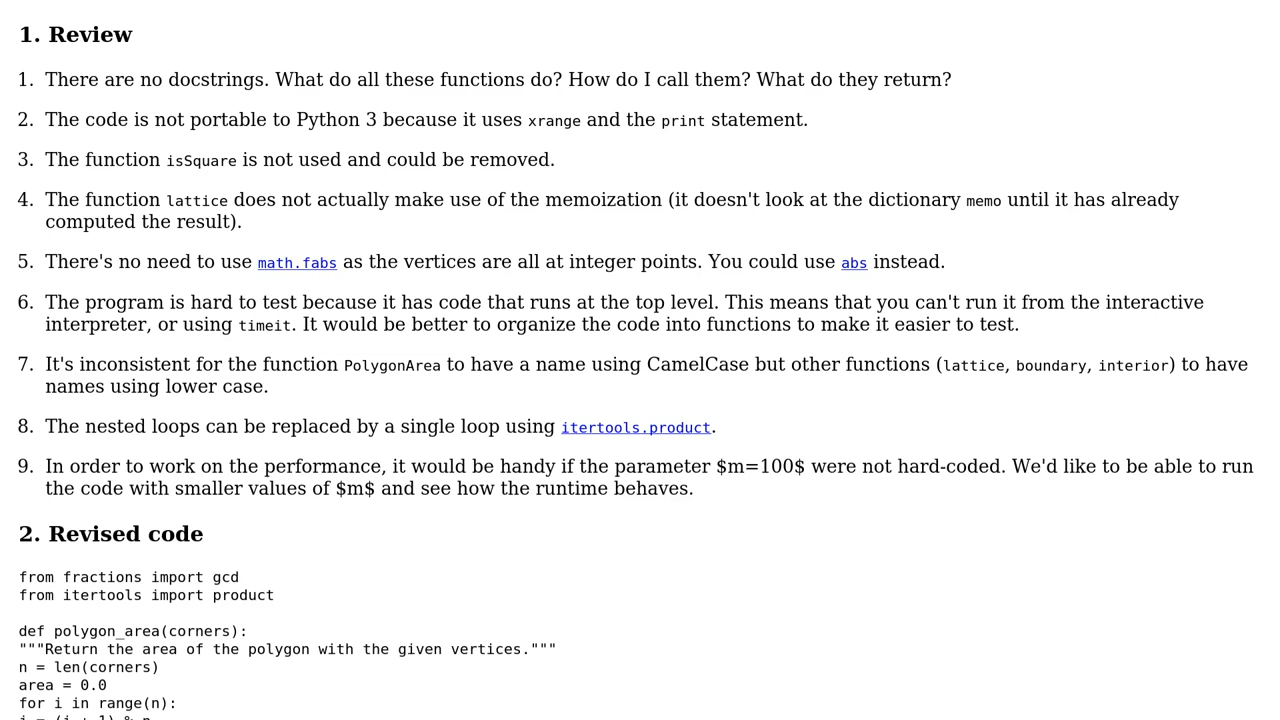 1. Review
1. There are no docstrings. What do all these functions do? How do I call them? What do they return?
2. The code is not portable to Python 3 because it uses xrange and the print statement.
3. The function isSquare is not used and could be removed.
4. The function lattice does not actually make use of the memoization (it doesn't look at the dictionary memo until it has already
computed the result).
5. There's no need to use math.fabs as the vertices are all at integer points. You could use abs instead.
6. The program is hard to test because it has code that runs at the top level. This means that you can't run it from the interactive
interpreter, or using timeit. It would be better to organize the code into functions to make it easier to test.
7. It's inconsistent for the function PolygonArea to have a name using CamelCase but other functions (lattice, boundary, interior) to have
names using lower case.
8. The nested loops can be replaced by a single loop using itertools.product.
9. In order to work on the performance, it would be handy if the parameter $m=100$ were not hard-coded. We'd like to be able to run
the code with smaller values of $m$ and see how the runtime behaves.
2. Revised code
from fractions import gcd
from itertools import product
def polygon_area(corners):
"""Return the area of the polygon with the given vertices."""
n = len(corners)
area = 0.0
for i in range(n):